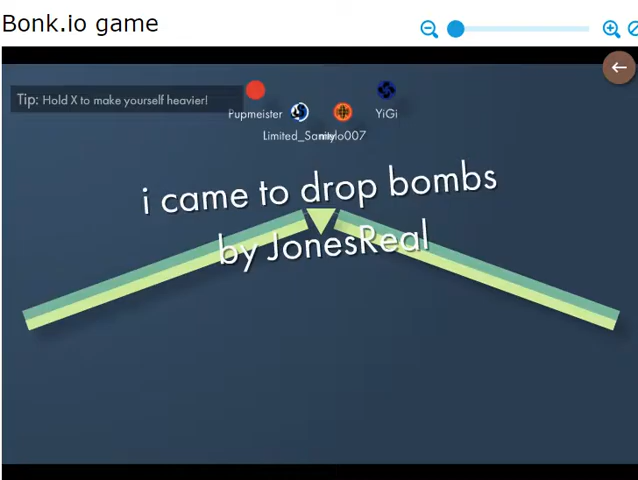 Bonk.io game
Tip: Hold X to make yourself heavier!
Pupmeister
YiGi
i came to drop bombs
by JonesReal